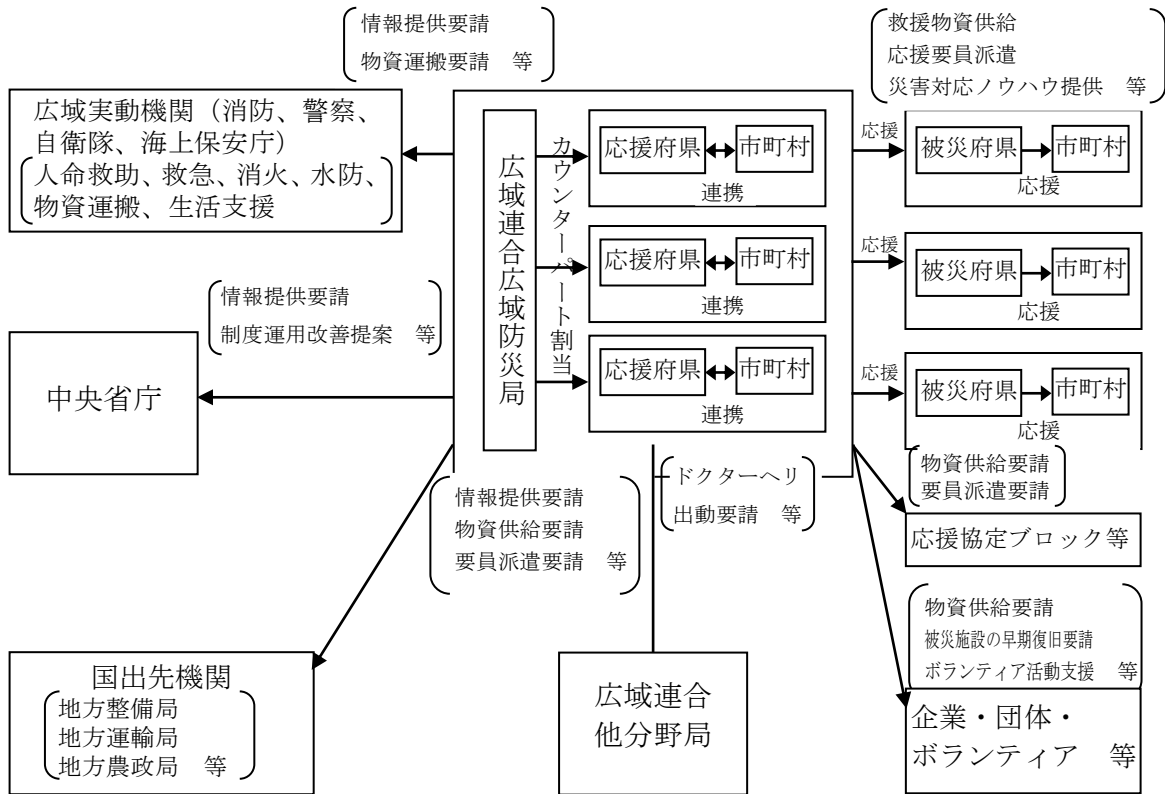 情報提供要請
物資運搬要請　等
救援物資供給
応援要員派遣
災害対応ノウハウ提供　等
広域実動機関（消防、警察、
自衛隊、海上保安庁）
人命救助、救急、消火、水防、
物資運搬、生活支援
広域連合広域防災局
カウンターパート割当
応援府県
市町村
連携
応援
被災府県
市町村
応援
応援府県
市町村
連携
応援
被災府県
市町村
応援
応援府県
市町村
連携
応援
被災府県
市町村
応援
情報提供要請
制度運用改善提案　等
中央省庁
情報提供要請
物資供給要請
要員派遣要請　等
ドクターヘリ
出動要請　等
物資供給要請
要員派遣要請
応援協定ブロック等
物資供給要請
被災施設の早期復旧要請
ボランティア活動支援　等
国出先機関
地方整備局
地方運輸局
地方農政局　等
広域連合
他分野局
企業・団体・
ボランティア　等